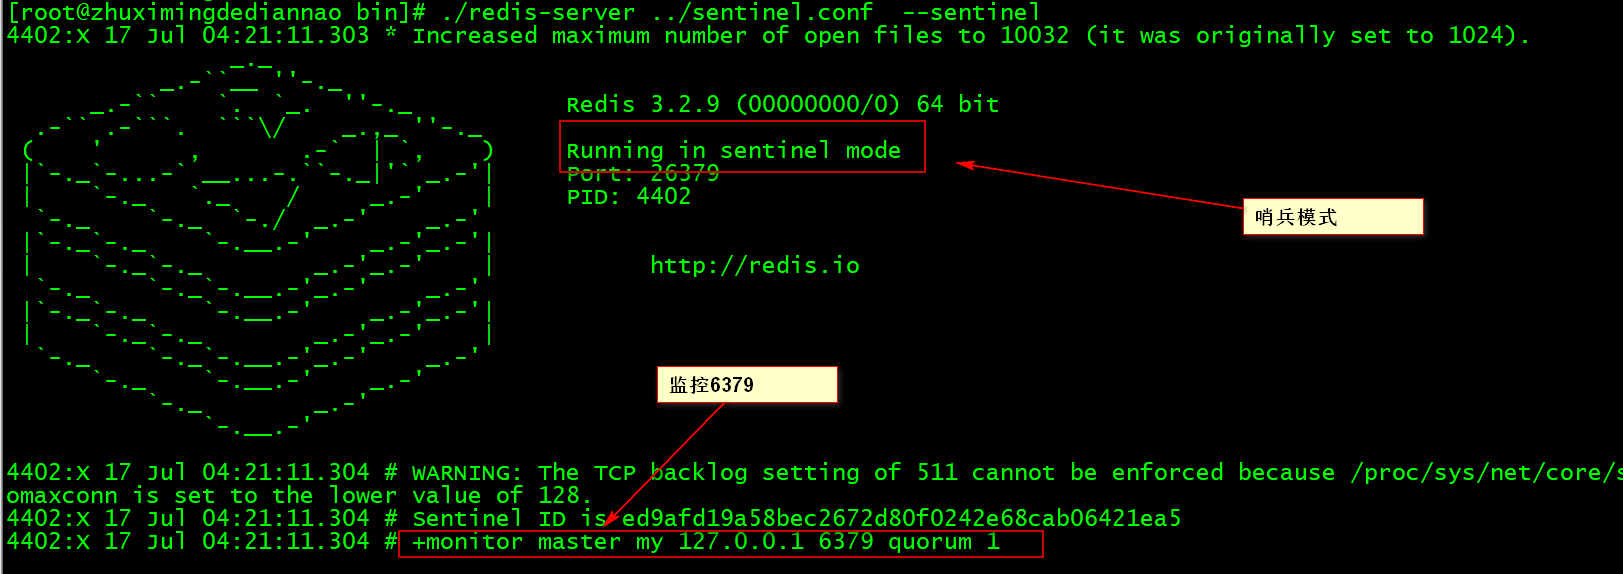 [root@zhuximingdediannao bin]# ./redis-server ../sentinel.conf  --sentinel
4402:X 17 Jul 04:21:11.303 * Increased maximum number of open files to 10032 (it was originally set to 1024).
Redis 3.2.9 (00000000/0) 64 bit
Running in sentinel mode
Port: 26379
PID: 4402
哨兵模式
http://redis.io
监控6379
4402:X 17 Jul 04:21:11.304 # WARNING: The TCP backlog setting of 511 cannot be enforced because /proc/sys/net/core/s
omaxconn is set to the lower value of 128.
4402:X 17 Jul 04:21:11.304 # Sentinel ID is ed9afd19a58bec2672d80f0242e68cab06421ea5
4402:X 17 Jul 04:21:11.304 # +monitor master my 127.0.0.1 6379 quorum 1